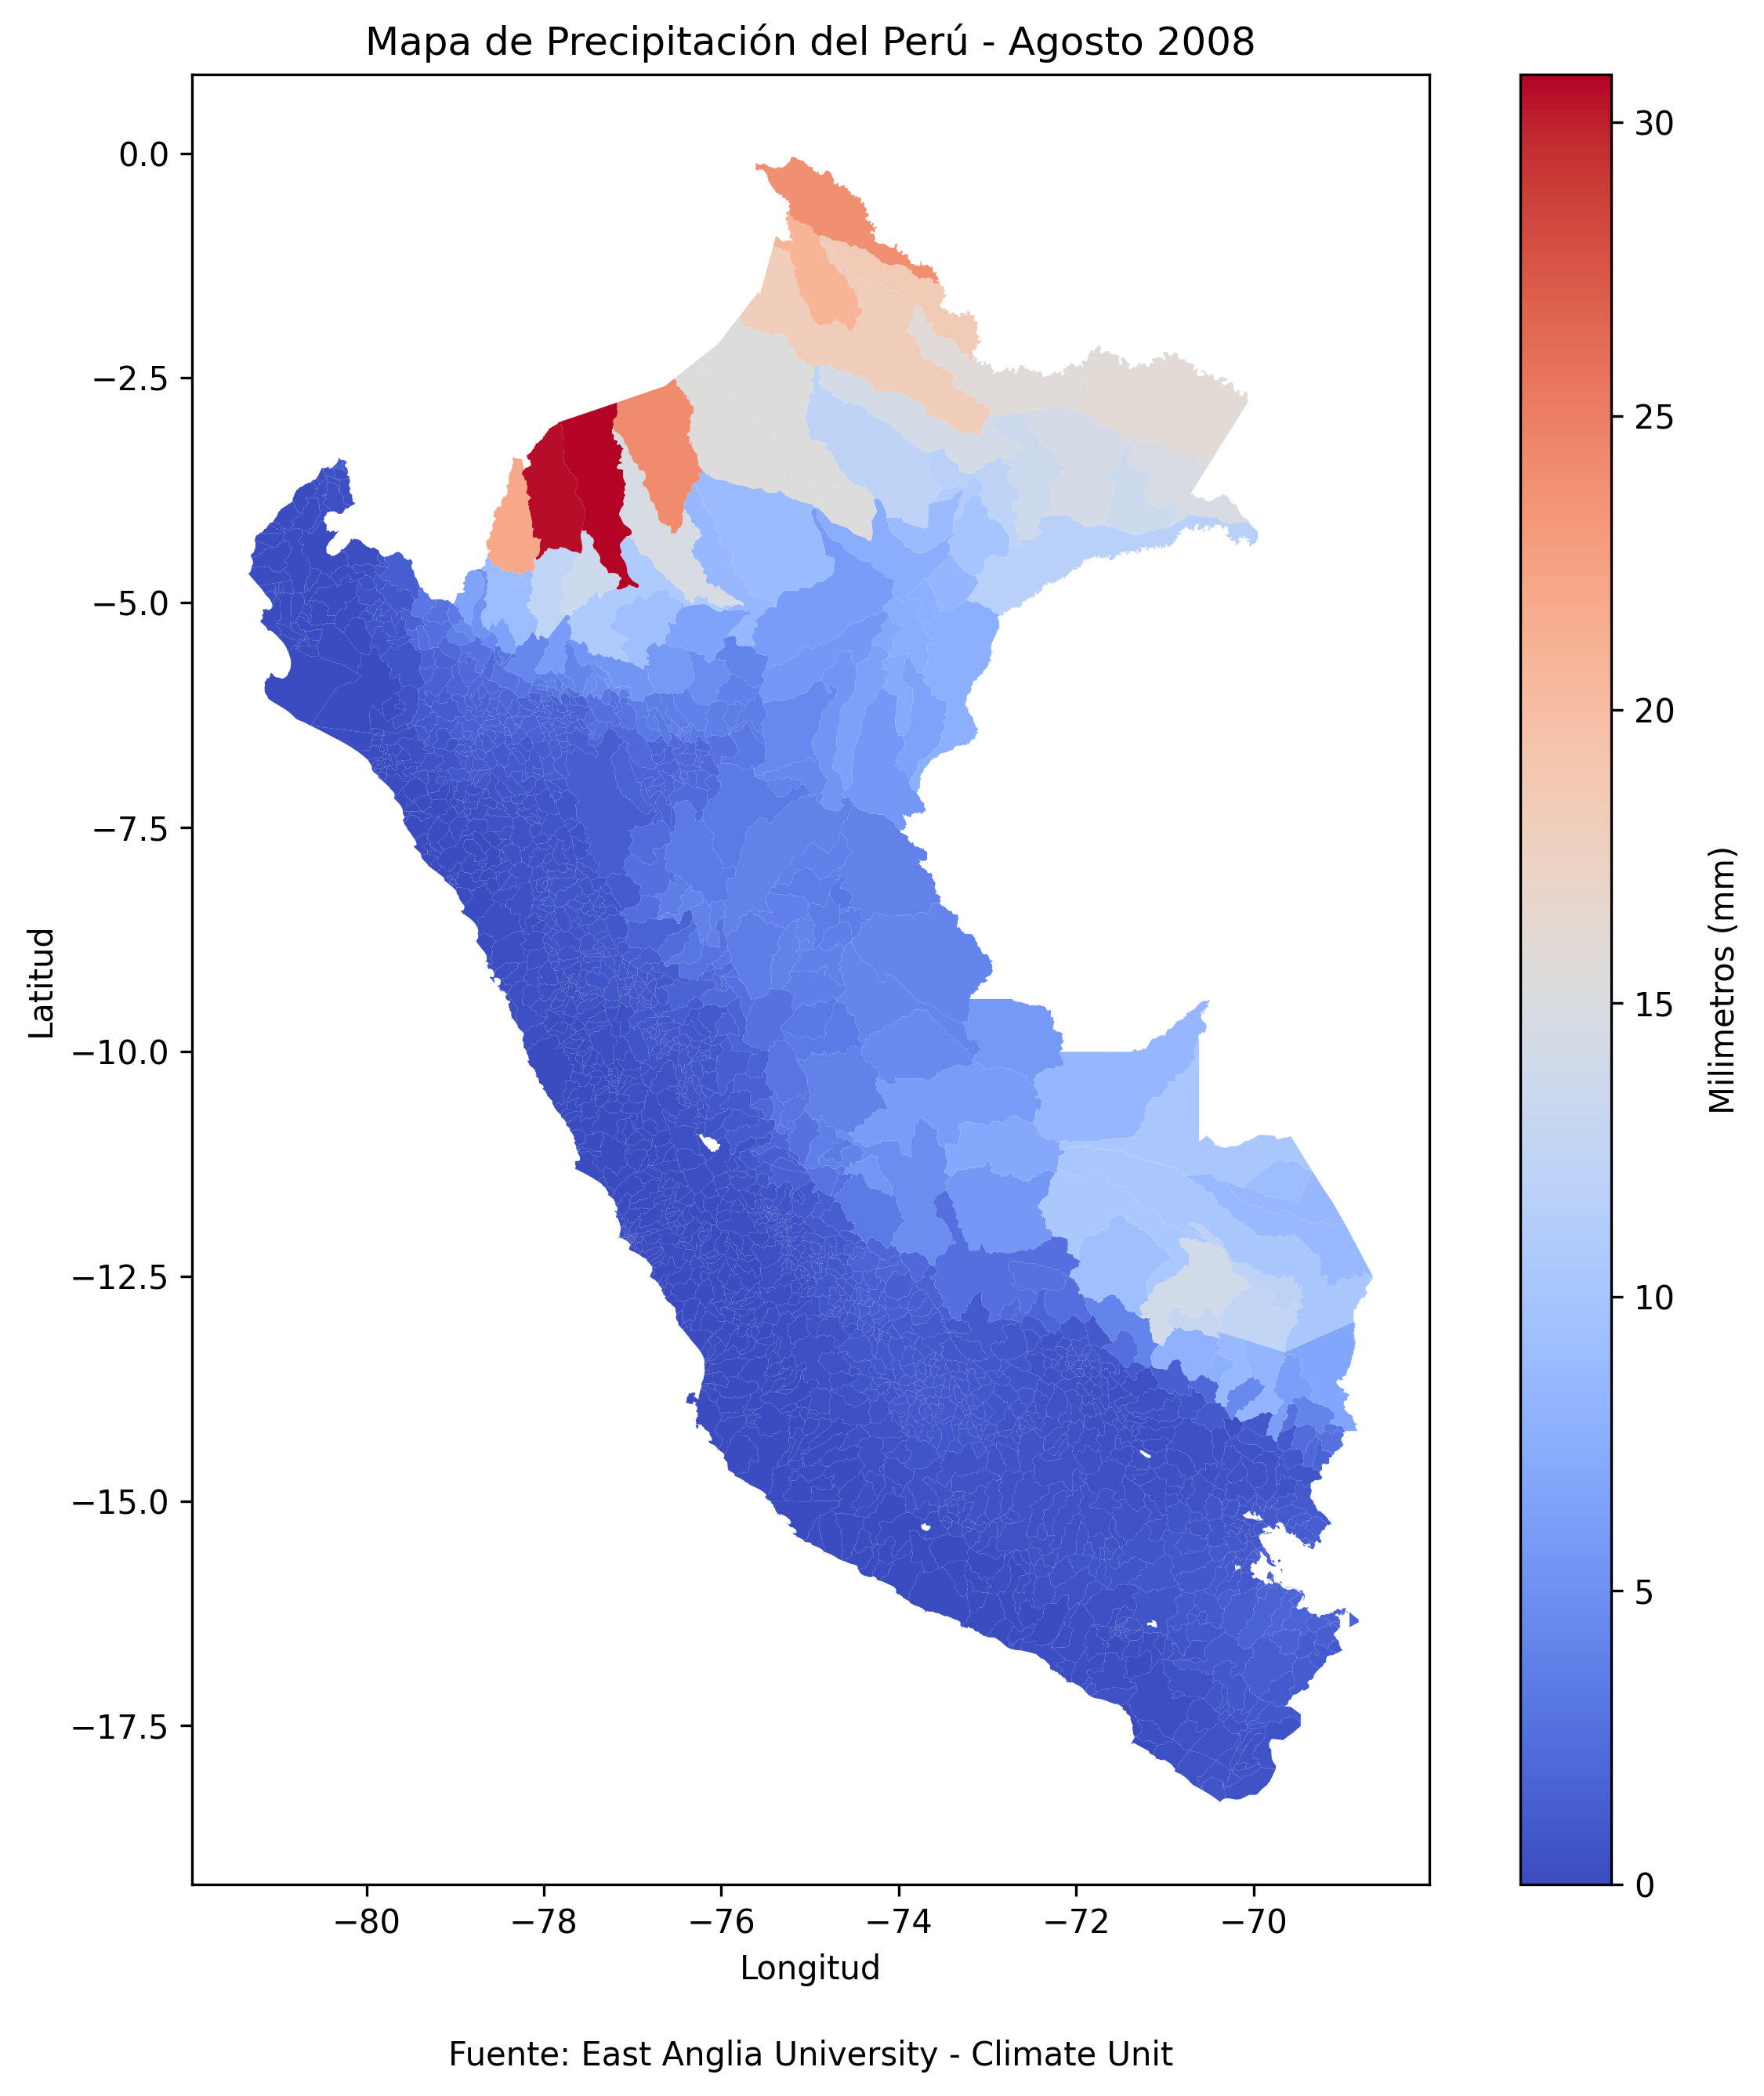 Mapa de Precipitación del Perú - Agosto 2008
0.0
−2.5
−5.0
−7.5
−10.0
−12.5
−15.0
−17.5
Latitud
−80 −78 −76 −74 −72 −70
Longitud
30
25
20
15
10
5
0
Milimetros (mm)
Fuente: East Anglia University - Climate Unit